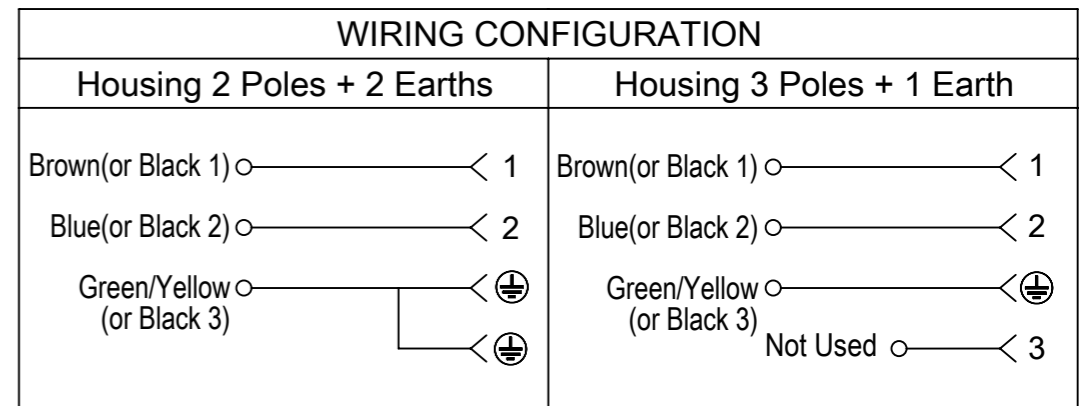 WIRING CONFIGURATION
Housing 2 Poles + 2 Earths
Housing 3 Poles + 1 Earth
Brown(or Black 1) 1
Blue(or Black 2) 2
Green/Yellow
(or Black 3)
Brown(or Black 1) 1
Blue(or Black 2) 2
Green/Yellow
(or Black 3)
Not Used 3